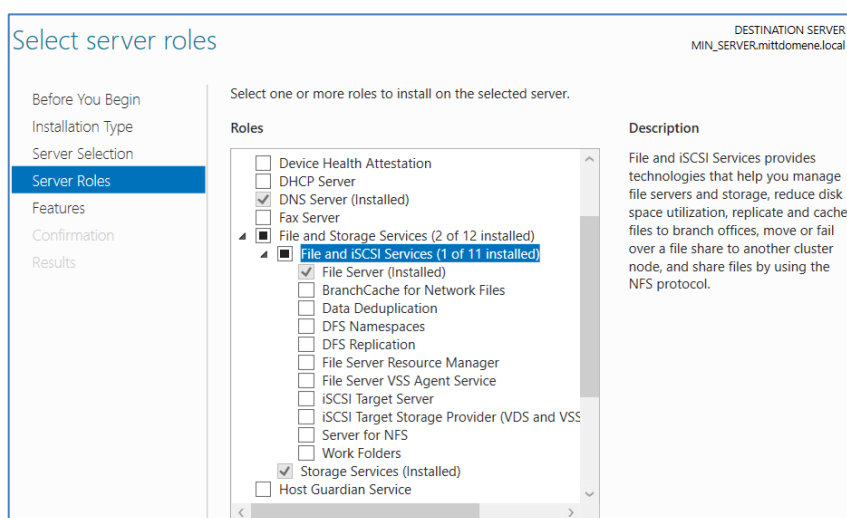 Select server roles
DESTINATION SERVER
MIN_SERVER.mittdomene.local
Before You Begin
Installation Type
Server Selection
Server Roles
Features
Confirmation
Results
Select one or more roles to install on the selected server.
Roles
Device Health Attestation
DHCP Server
DNS Server (Installed)
Fax Server
File and Storage Services (2 of 12 installed)
File and iSCSI Services (1 of 11 installed)
File Server (Installed)
BranchCache for Network Files
Data Deduplication
DFS Namespaces
DFS Replication
File Server Resource Manager
File Server VSS Agent Service
iSCSI Target Server
iSCSI Target Storage Provider (VDS and VSS
Server for NFS
Work Folders
Storage Services (Installed)
Host Guardian Service
Description
File and iSCSI Services provides
technologies that help you manage
file servers and storage, reduce disk
space utilization, replicate and cache
files to branch offices, move or fail
over a file share to another cluster
node, and share files by using the
NFS protocol.